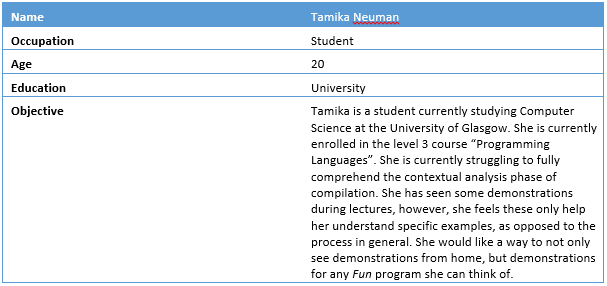 Name Tamika Neuman
Occupation Student
Age 20
Education University
Objective Tamika is a student currently studying Computer
Science at the University of Glasgow. She is currently
enrolled in the level 3 course “Programming
Languages”. She is currently struggling to fully
comprehend the contextual analysis phase of
compilation. She has seen some demonstrations
during lectures, however, she feels these only help
her understand specific examples, as opposed to the
process in general. She would like a way to not only
see demonstrations from home, but demonstrations
for any Fun program she can think of.